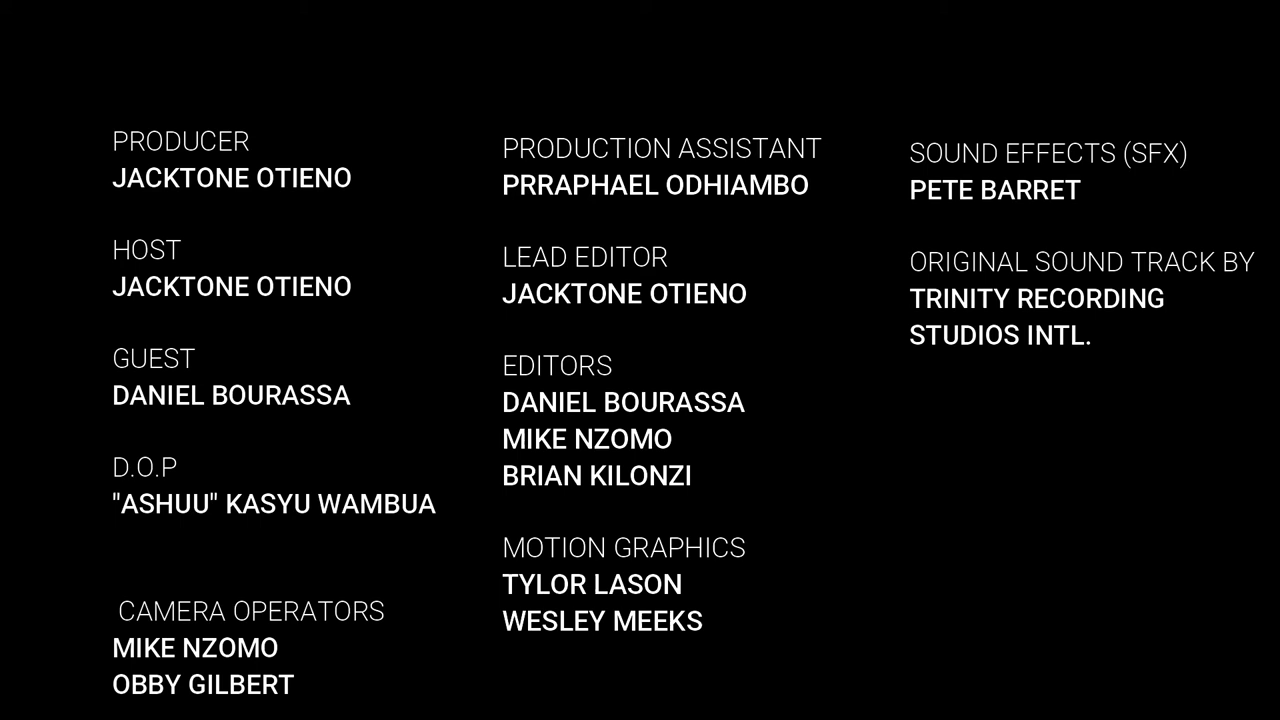 PRODUCER
JACKTONE OTIENO
HOST
JACKTONE OTIENO
GUEST
DANIEL BOURASSA
D.O.P
"ASHUU" KASYU WAMBUA
CAMERA OPERATORS
MIKE NZOMO
OBBY GILBERT
PRODUCTION ASSISTANT
PRRAPHAEL ODHIAMBO
LEAD EDITOR
JACKTONE OTIENO
EDITORS
DANIEL BOURASSA
MIKE NZOMO
BRIAN KILONZI
MOTION GRAPHICS
TYLOR LASON
WESLEY MEEKS
SOUND EFFECTS (SFX)
PETE BARRET
ORIGINAL SOUND TRACK BY
TRINITY RECORDING
STUDIOS INTL.